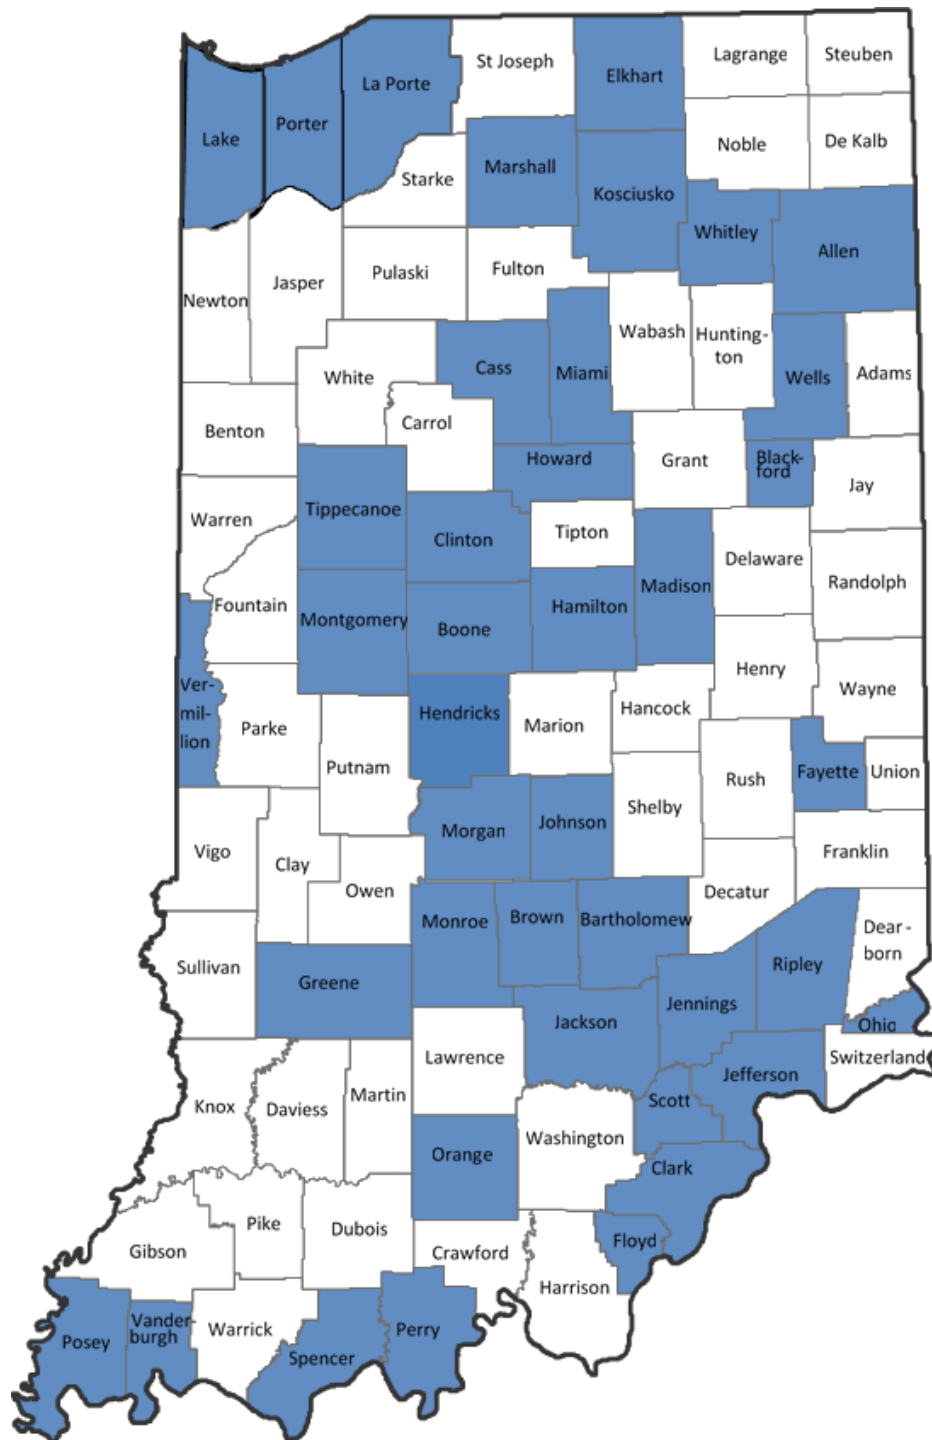 St Joseph
Elkhart
Lagrange
Steuben
La Porte
Porter
Lake
Noble
De Kalb
Starke
Marshall
Kosciusko
Whitley
Allen
Newton
Jasper
Pulaski
Fulton
Wabash
Hunting-
ton
Wells
Adams
White
Cass
Miami
Benton
Carrol
Howard
Grant
Black-
ford
Jay
Warren
Tippecanoe
Clinton
Tipton
Madison
Delaware
Randolph
Fountain
Montgomery
Boone
Hamilton
Henry
Wayne
Ver-
mil-
lion
Parke
Putnam
Hendricks
Marion
Hancock
Rush
Fayette
Union
Vigo
Clay
Owen
Morgan
Johnson
Shelby
Decatur
Franklin
Sullivan
Greene
Monroe
Brown
Bartholomew
Jennings
Ripley
Dear-
born
Ohio
Switzerland
Knox
Daviess
Martin
Lawrence
Jackson
Scott
Jefferson
Orange
Washington
Clark
Gibson
Pike
Dubois
Crawford
Harrison
Floyd
Posey
Vander-
burgh
Warrick
Spencer
Perry